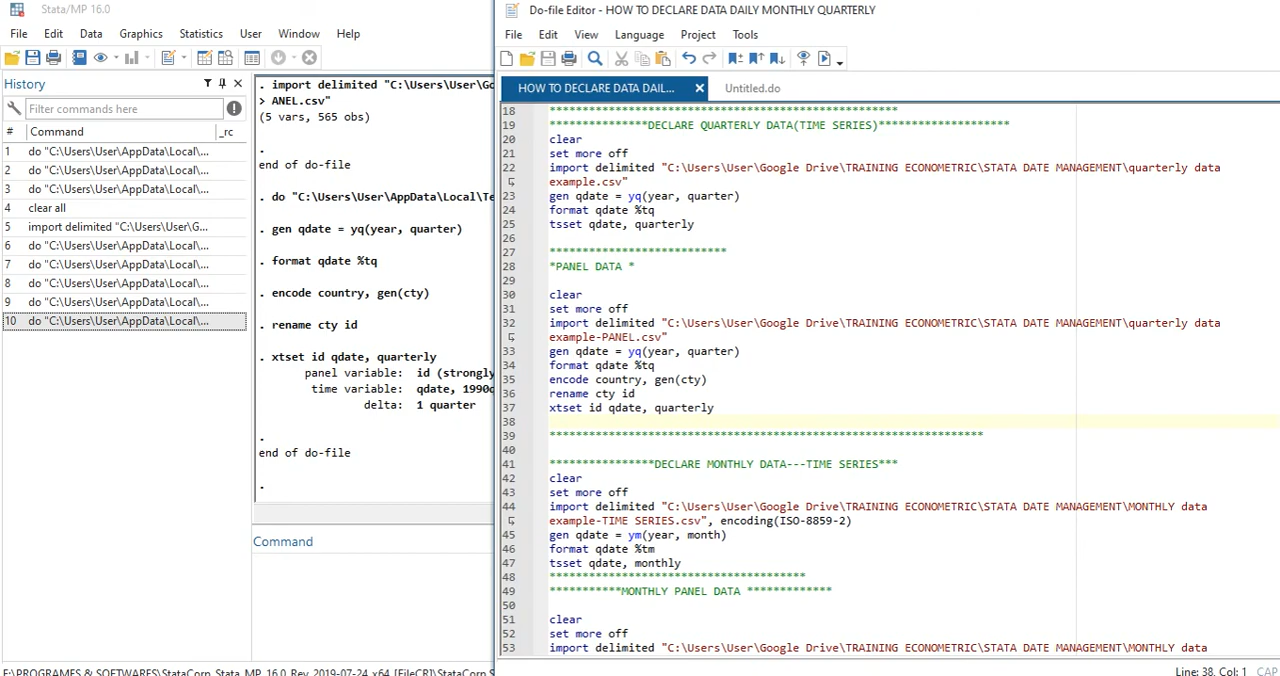 Stata/MP 16.0
File Edit Data Graphics Statistics User Window Help
History
Filter commands here
# Command _rc
1 do "C:\Users\User\AppData\Local\...
2 do "C:\Users\User\AppData\Local\...
3 do "C:\Users\User\AppData\Local\...
4 clear all
5 import delimited "C:\Users\User\G...
6 do "C:\Users\User\AppData\Local\...
7 do "C:\Users\User\AppData\Local\...
8 do "C:\Users\User\AppData\Local\...
9 do "C:\Users\User\AppData\Local\...
10 do "C:\Users\User\AppData\Local\...
. import delimited "C:\Users\User\Go
> ANEL.csv"
(5 vars, 565 obs)
.
end of do-file
. do "C:\Users\User\AppData\Local\Te
. gen qdate = yq(year, quarter)
. format qdate %tq
. encode country, gen(cty)
. rename cty id
. xtset id qdate, quarterly
panel variable: id (strongly
time variable: qdate, 1990q
delta: 1 quarter
.
end of do-file
.
Command
Do-file Editor - HOW TO DECLARE DATA DAILY MONTHLY QUARTERLY
File Edit View Language Project Tools
HOW TO DECLARE DATA DAIL... × Untitled.do
18 *****************************************************
19 ***************DECLARE QUARTERLY DATA(TIME SERIES)********************
20 clear
21 set more off
22 import delimited "C:\Users\User\Google Drive\TRAINING ECONOMETRIC\STATA DATE MANAGEMENT\quarterly data
example.csv"
23 gen qdate = yq(year, quarter)
24 format qdate %tq
25 tsset qdate, quarterly
26
27 ***************************
28 *PANEL DATA *
29
30 clear
31 set more off
32 import delimited "C:\Users\User\Google Drive\TRAINING ECONOMETRIC\STATA DATE MANAGEMENT\quarterly data
example-PANEL.csv"
33 gen qdate = yq(year, quarter)
34 format qdate %tq
35 encode country, gen(cty)
36 rename cty id
37 xtset id qdate, quarterly
38
39 ******************************************************************
40
41 ****************DECLARE MONTHLY DATA---TIME SERIES***
42 clear
43 set more off
44 import delimited "C:\Users\User\Google Drive\TRAINING ECONOMETRIC\STATA DATE MANAGEMENT\MONTHLY data
example-TIME SERIES.csv", encoding(ISO-8859-2)
45 gen qdate = ym(year, month)
46 format qdate %tm
47 tsset qdate, monthly
48 ***************************************
49 ***********MONTHLY PANEL DATA *************
50
51 clear
52 set more off
53 import delimited "C:\Users\User\Google Drive\TRAINING ECONOMETRIC\STATA DATE MANAGEMENT\MONTHLY data
F:\PROGRAMES & SOFTWARES\StataCorp_Stata_MP_16.0_Rev_2019-07-24_x64_[FileCR]\StataCorp S
Line: 38, Col: 1 CAP